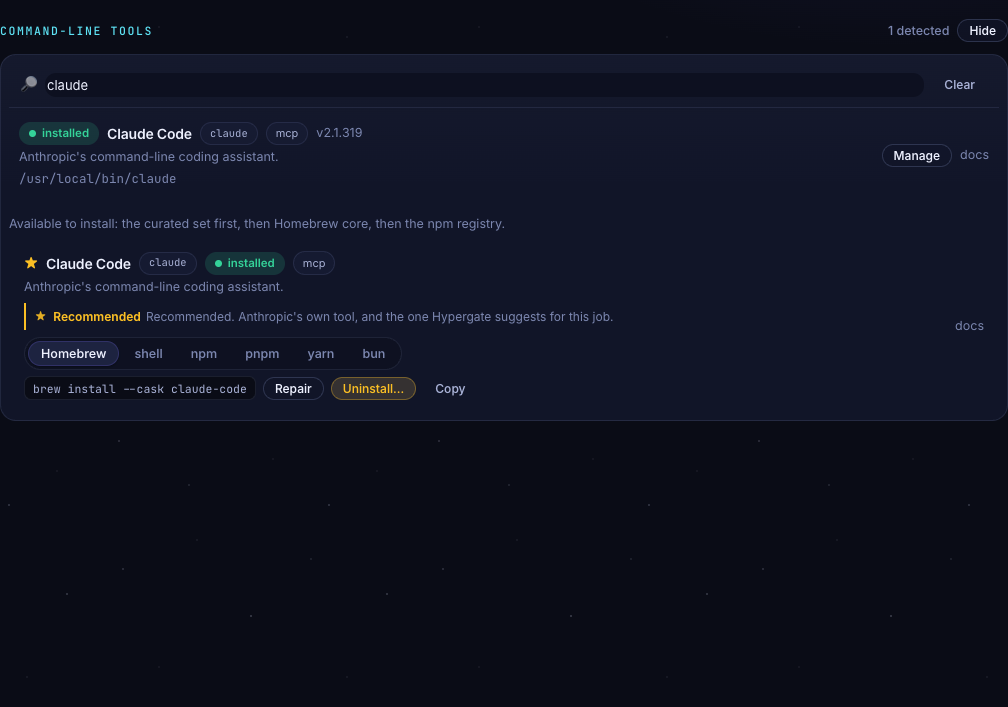 COMMAND-LINE TOOLS 1 detected Hide
claude Clear
installed Claude Code claude mcp v2.1.319
Anthropic's command-line coding assistant.
Manage docs
/usr/local/bin/claude
Available to install: the curated set first, then Homebrew core, then the npm registry.
Claude Code claude installed mcp
Anthropic's command-line coding assistant.
Recommended Recommended. Anthropic's own tool, and the one Hypergate suggests for this job.
docs
Homebrew shell npm pnpm yarn bun
brew install --cask claude-code Repair Uninstall... Copy